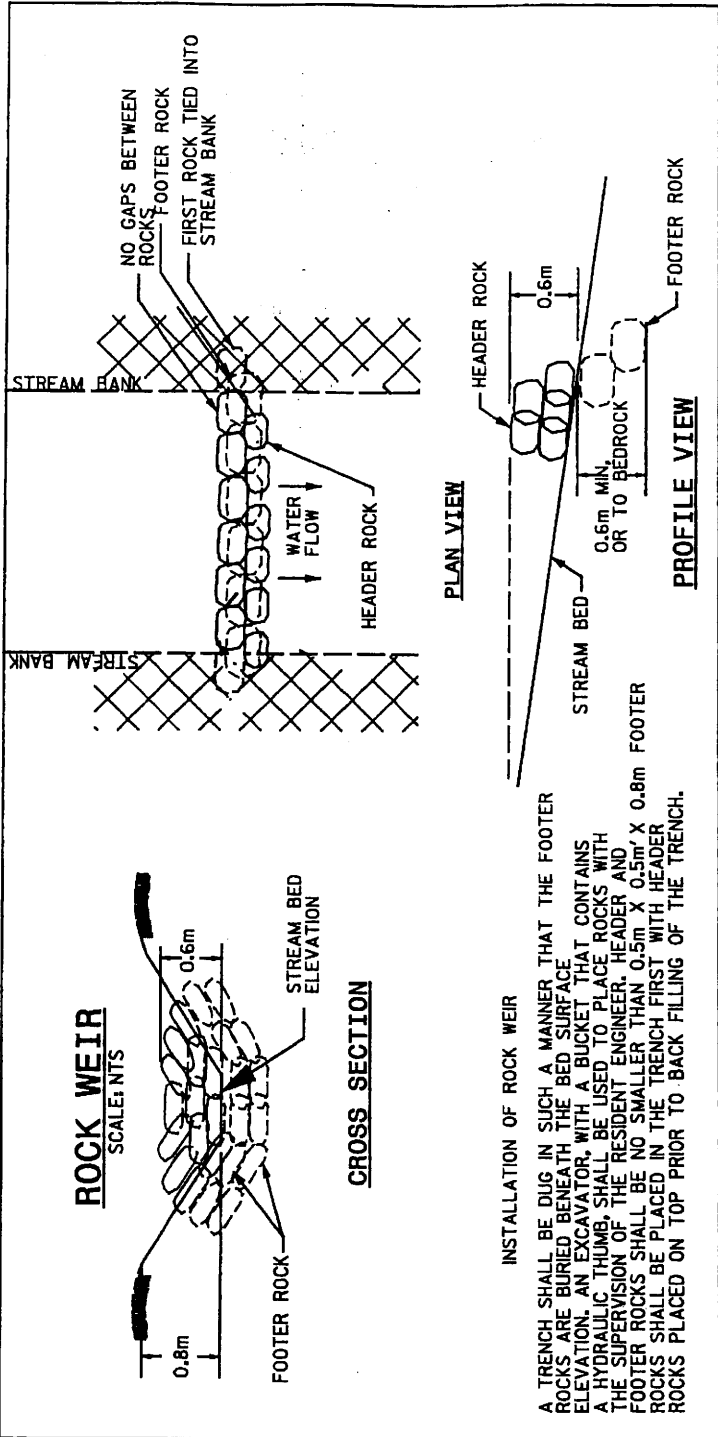 ROCK WEIR
SCALE: NTS
0.8m
0.6m
STREAM BED
ELEVATION
FOOTER ROCK
CROSS SECTION
STREAM BANK
STREAM BANK
NO GAPS BETWEEN
ROCKS
FOOTER ROCK
FIRST ROCK TIED INTO
STREAM BANK
WATER
FLOW
HEADER ROCK
PLAN VIEW
INSTALLATION OF ROCK WEIR
A TRENCH SHALL BE DUG IN SUCH A MANNER THAT THE FOOTER
ROCKS ARE BURIED BENEATH THE BED SURFACE
ELEVATION. AN EXCAVATOR, WITH A BUCKET THAT CONTAINS
A HYDRAULIC THUMB, SHALL BE USED TO PLACE ROCKS WITH
THE SUPERVISION OF THE RESIDENT ENGINEER. HEADER AND
FOOTER ROCKS SHALL BE NO SMALLER THAN 0.5m X 0.5m X 0.8m FOOTER
ROCKS SHALL BE PLACED IN THE TRENCH FIRST WITH HEADER
ROCKS PLACED ON TOP PRIOR TO BACK FILLING OF THE TRENCH.
HEADER ROCK
0.6m
STREAM BED
0.6m MIN.
OR TO BEDROCK
FOOTER ROCK
PROFILE VIEW